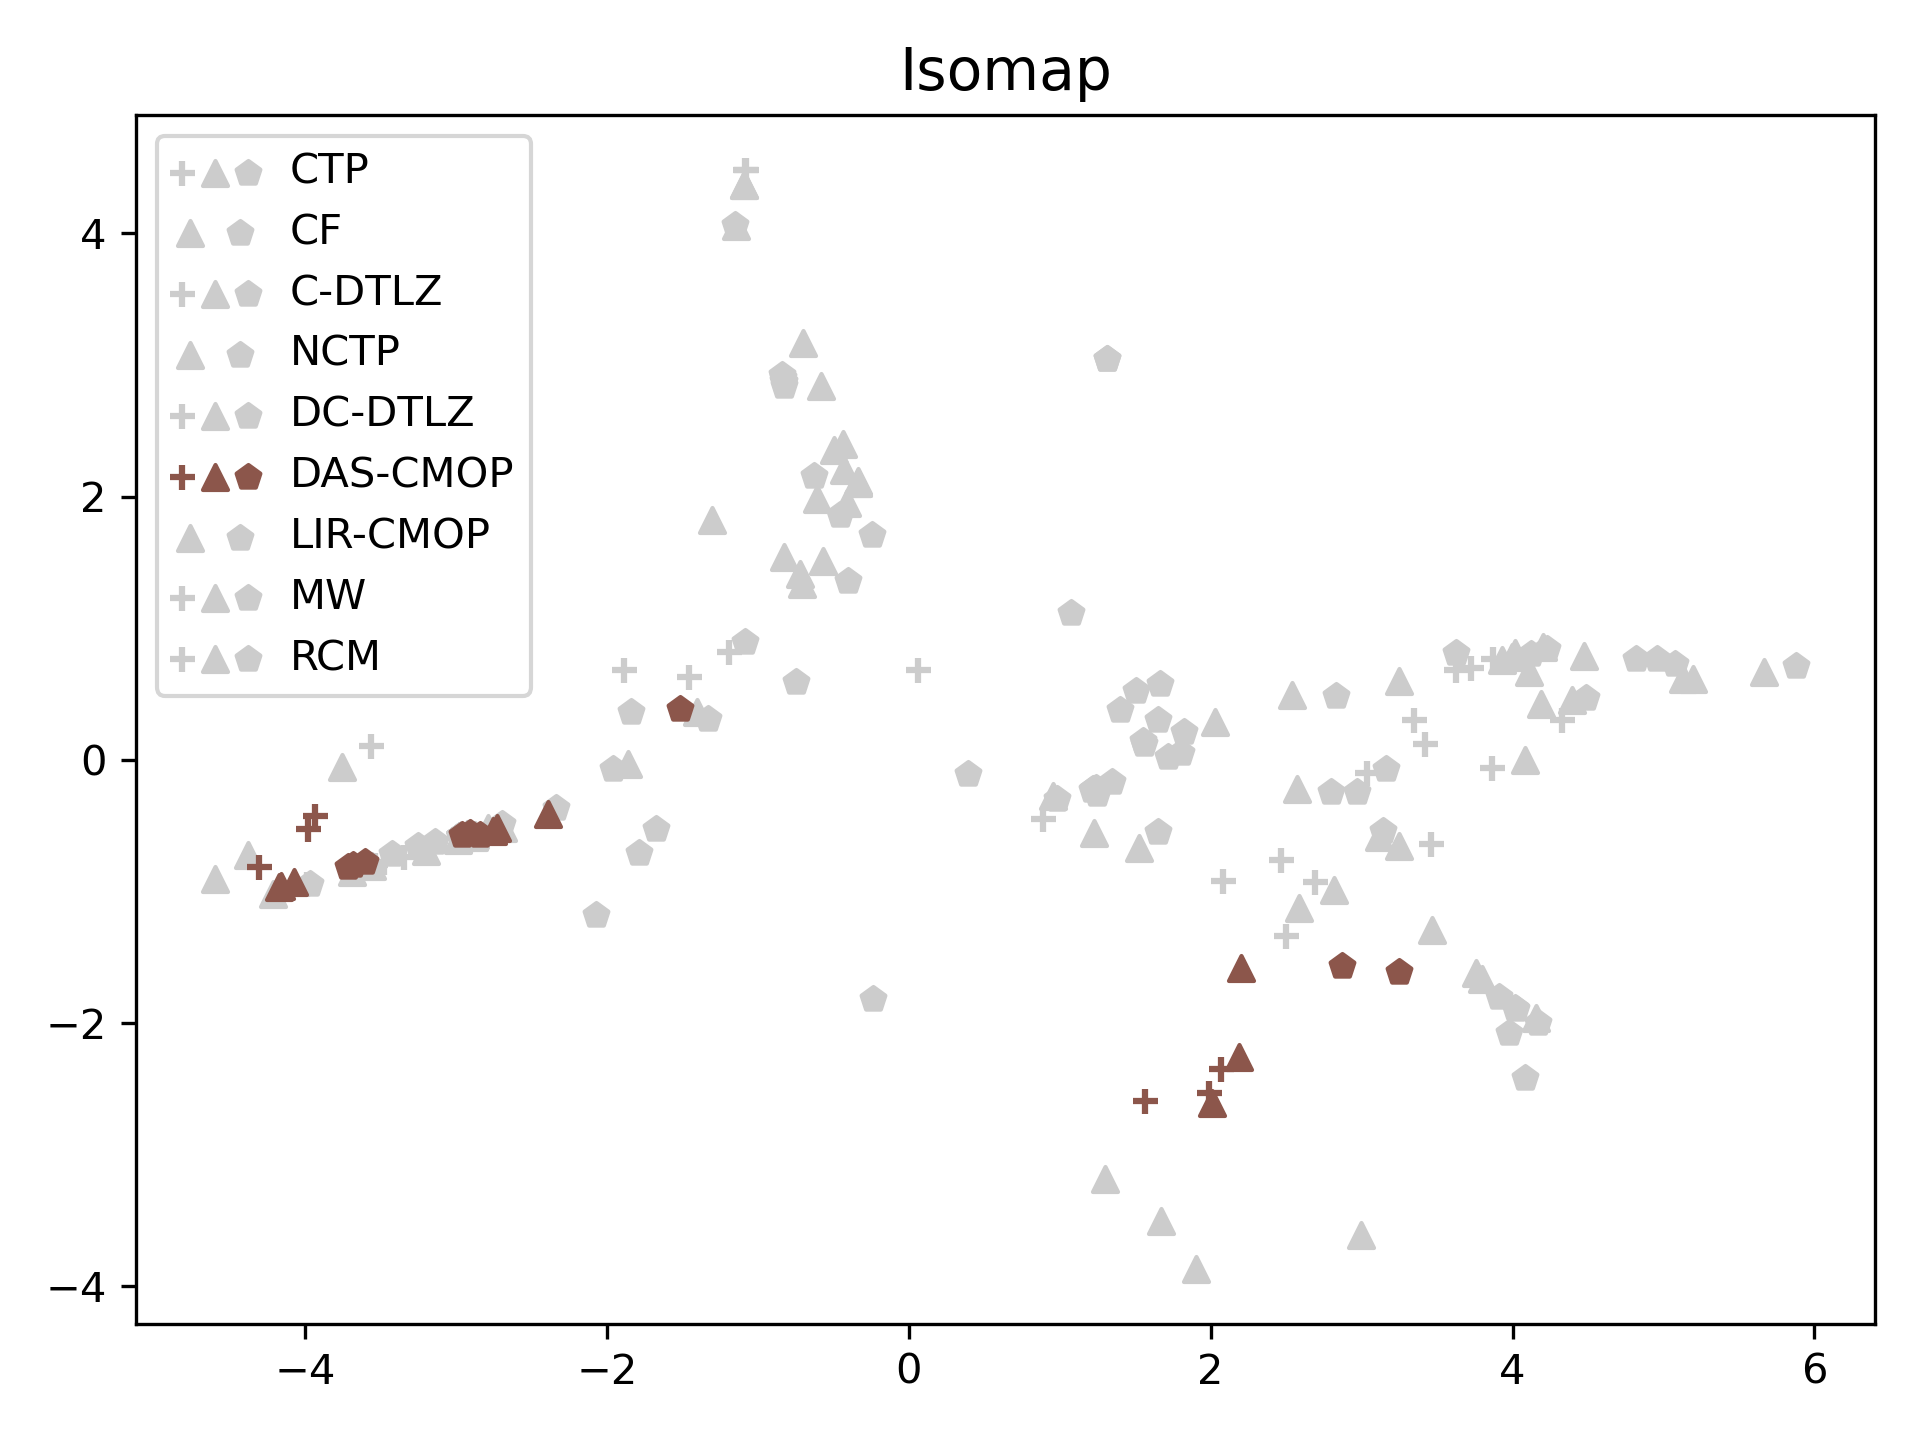 Isomap
CTP
CF
C-DTLZ
NCTP
DC-DTLZ
DAS-CMOP
LIR-CMOP
MW
RCM
4
2
0
−2
−4
−4 −2 0 2 4 6